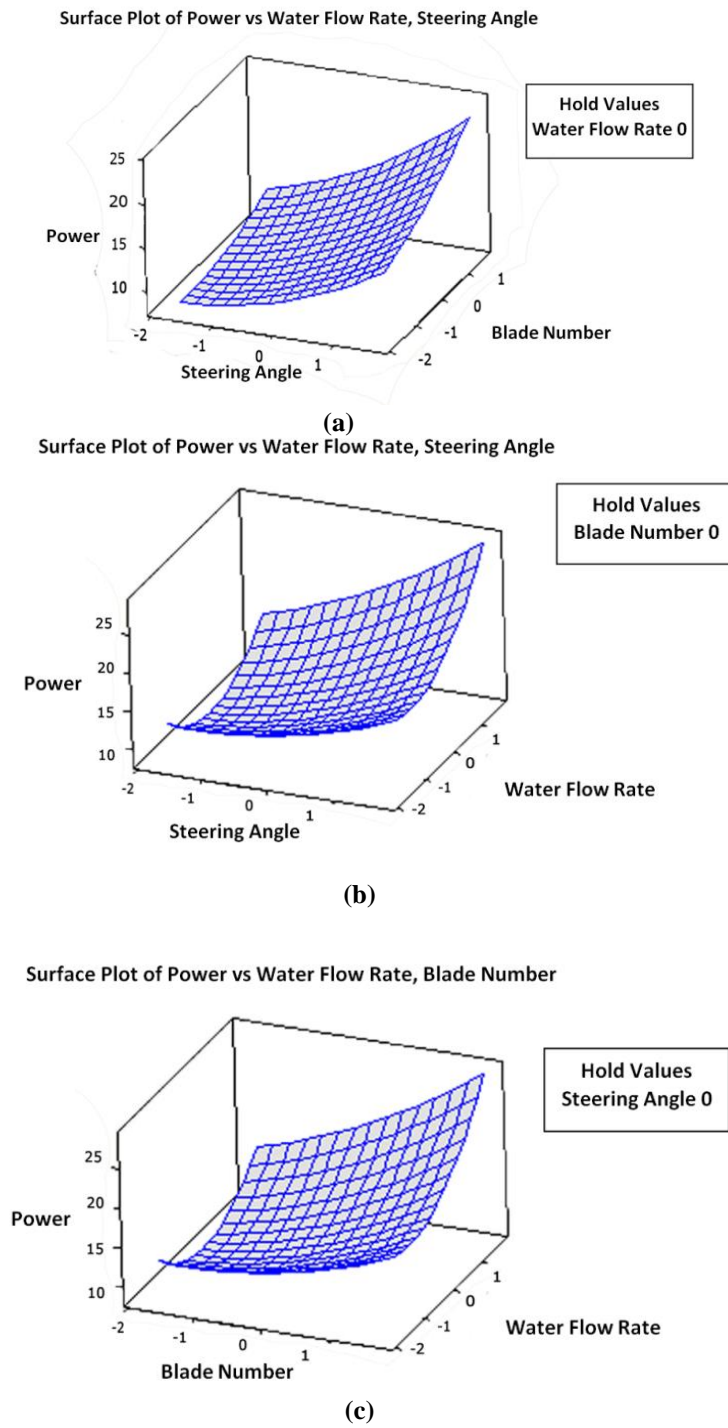 Surface Plot of Power vs Water Flow Rate, Steering Angle
Hold Values
Water Flow Rate 0
25
20
Power
15
10
-2
-1
0
1
Steering Angle
-2
-1
0
1
Blade Number
(a)
Surface Plot of Power vs Water Flow Rate, Steering Angle
Hold Values
Blade Number 0
25
20
Power
15
10
-2
-1
0
1
Steering Angle
-2
-1
0
1
Water Flow Rate
(b)
Surface Plot of Power vs Water Flow Rate, Blade Number
Hold Values
Steering Angle 0
25
20
Power
15
10
-2
-1
0
1
Blade Number
-2
-1
0
1
Water Flow Rate
(c)